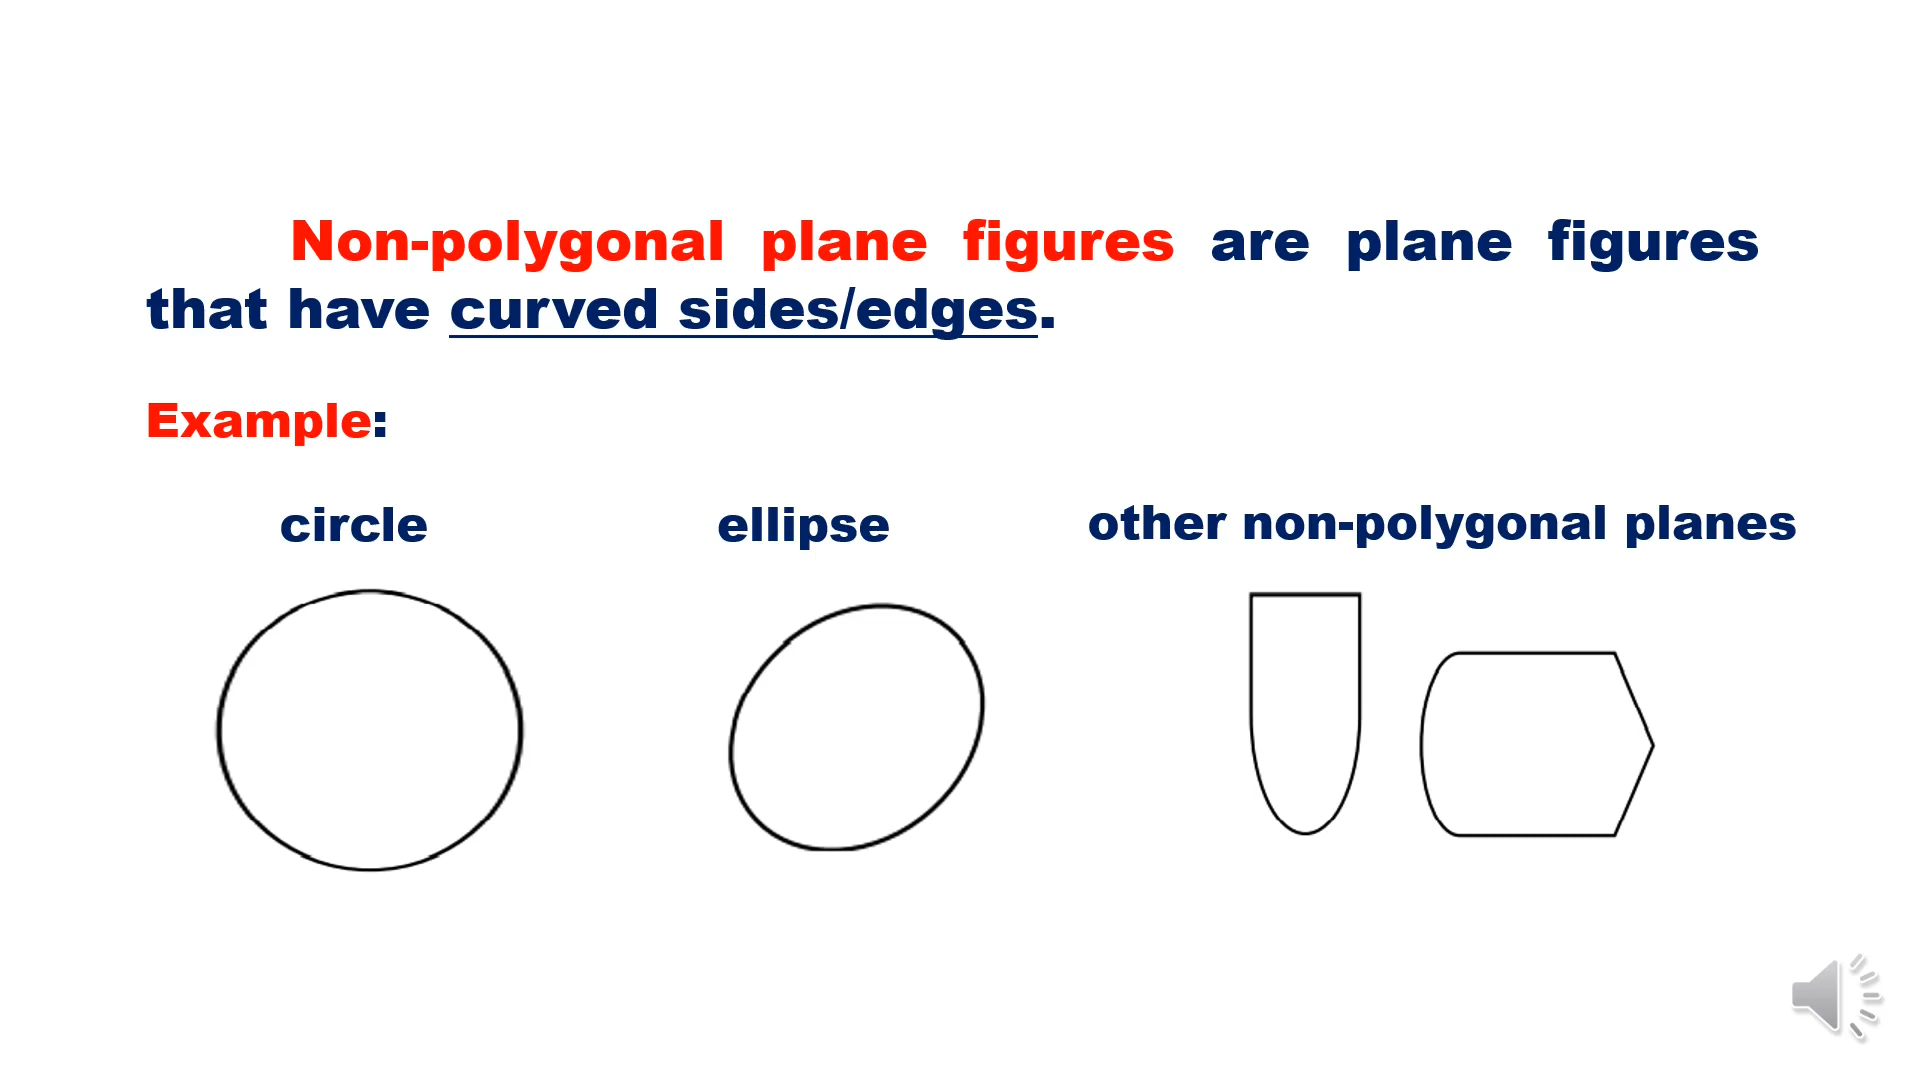 Non-polygonal plane figures are plane figures
that have curved sides/edges.
Example:
circle
ellipse
other non-polygonal planes